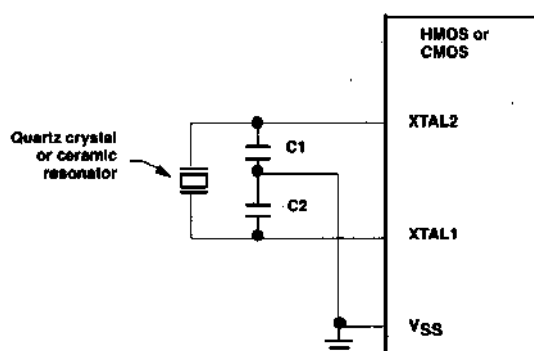 HMOS or
CMOS
XTAL2
Quartz crystal
or ceramic
resonator
C1
C2
XTAL1
VSS